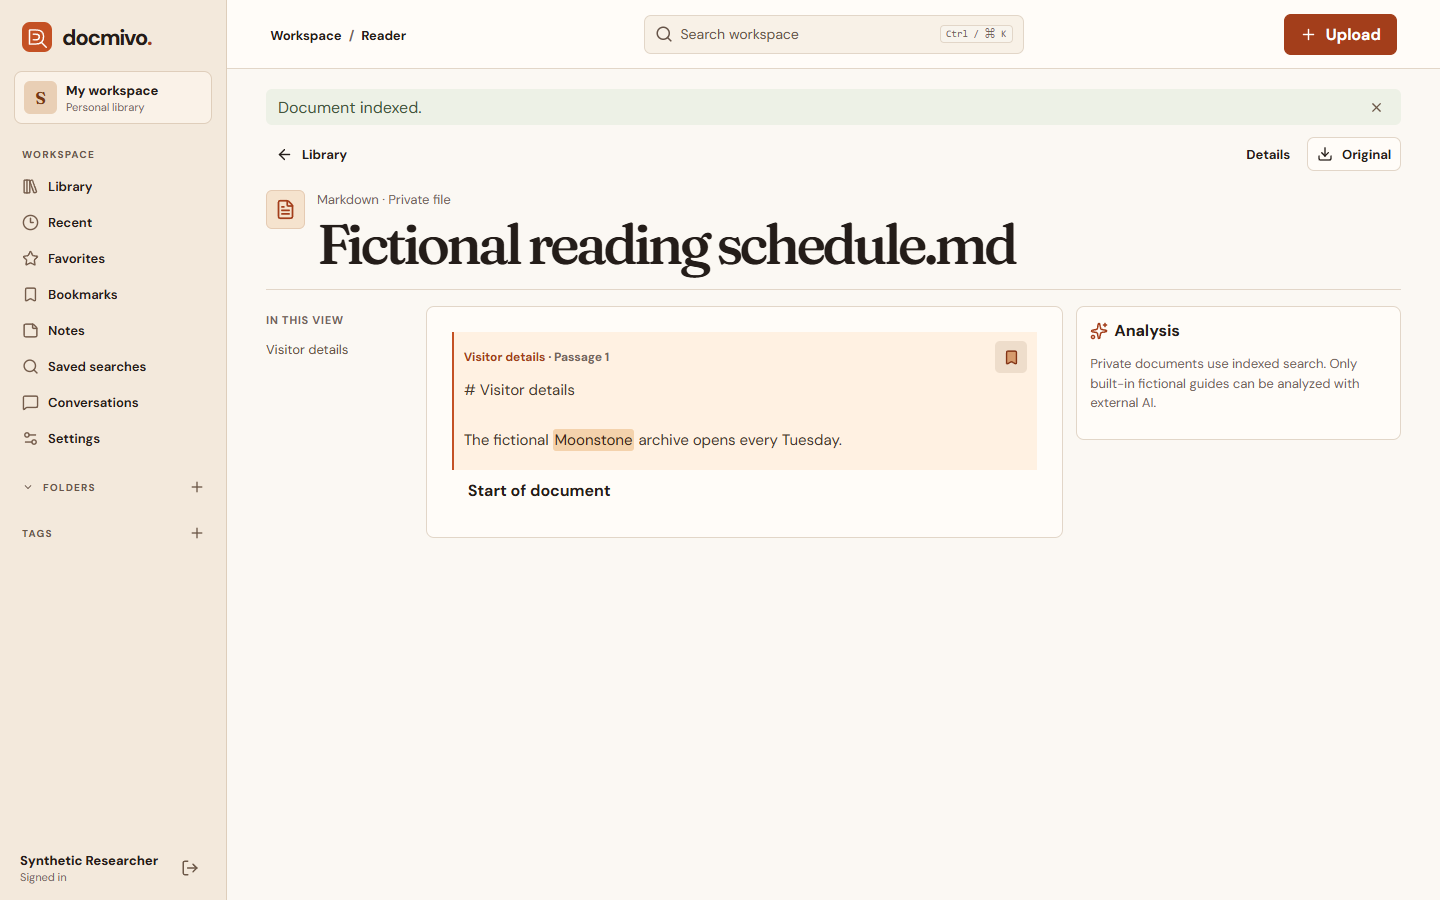 docmivo.
Workspace / Reader
Search workspace
Ctrl / ⌘ K
Upload
S
My workspace
Personal library
WORKSPACE
Library
Recent
Favorites
Bookmarks
Notes
Saved searches
Conversations
Settings
FOLDERS
TAGS
Synthetic Researcher
Signed in
Document indexed.
Library
Details
Original
Markdown · Private file
Fictional reading schedule.md
IN THIS VIEW
Visitor details
Visitor details · Passage 1
# Visitor details
The fictional Moonstone archive opens every Tuesday.
Start of document
Analysis
Private documents use indexed search. Only
built-in fictional guides can be analyzed with
external AI.